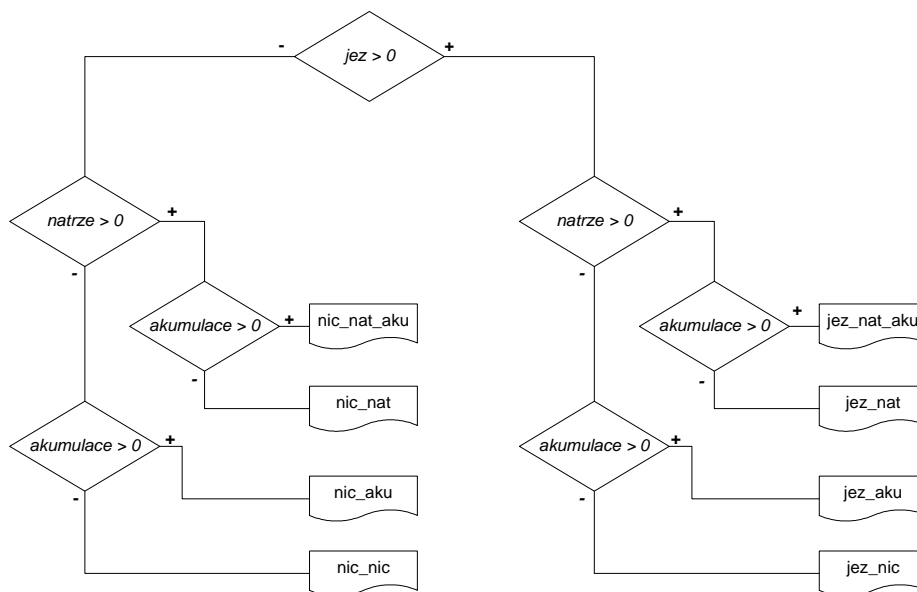 -
jez > 0
+
natrze > 0
+
-
natrze > 0
+
-
akumulace > 0
+
nic_nat_aku
-
nic_nat
akumulace > 0
+
jez_nat_aku
-
jez_nat
akumulace > 0
+
nic_aku
-
nic_nic
akumulace > 0
+
jez_aku
-
jez_nic